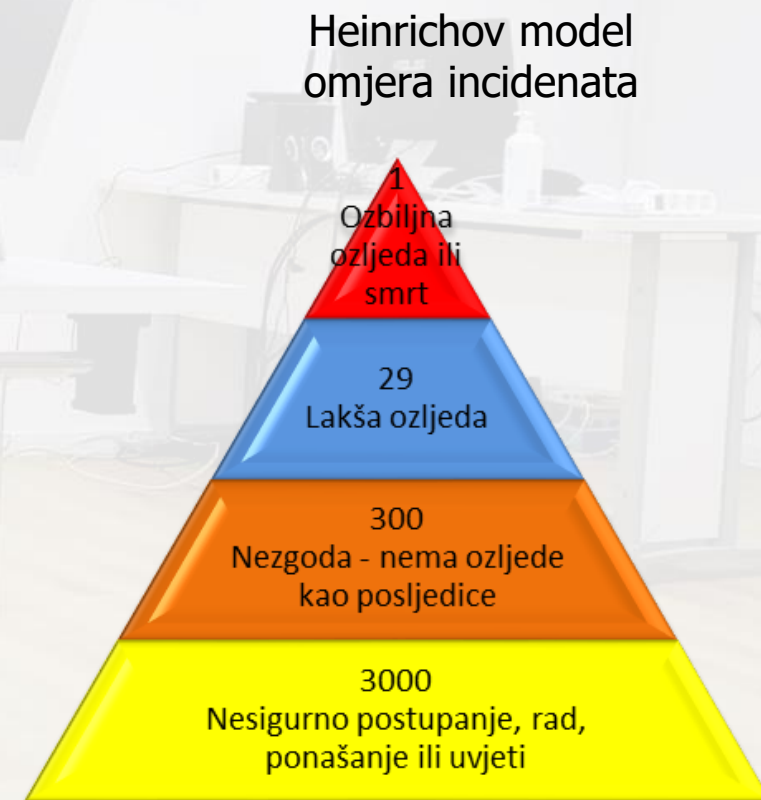 Heinrichov model
omjera incidenata
1
Ozbiljna
ozljeda ili
smrt
29
Lakša ozljeda
300
Nezgoda - nema ozljede
kao posljedice
3000
Nesigurno postupanje, rad,
ponašanje ili uvjeti